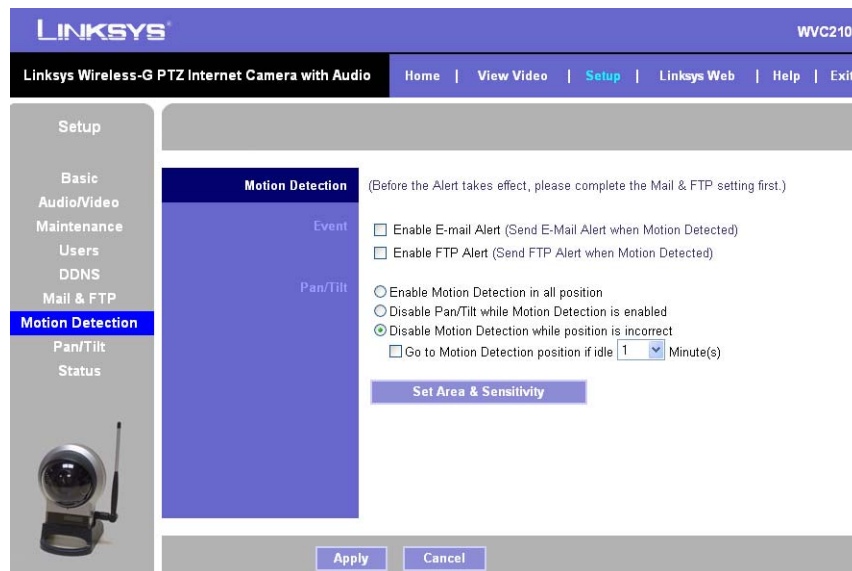 LINKSYS®
WVC210
Linksys Wireless-G PTZ Internet Camera with Audio
Home | View Video | Setup | Linksys Web | Help | Exit
Setup
Basic
Audio/Video
Maintenance
Users
DDNS
Mail & FTP
Motion Detection
Pan/Tilt
Status
Motion Detection
(Before the Alert takes effect, please complete the Mail & FTP setting first.)
Event
Enable E-mail Alert (Send E-Mail Alert when Motion Detected)
Enable FTP Alert (Send FTP Alert when Motion Detected)
Pan/Tilt
Enable Motion Detection in all position
Disable Pan/Tilt while Motion Detection is enabled
Disable Motion Detection while position is incorrect
Go to Motion Detection position if idle 1 Minute(s)
Set Area & Sensitivity
Apply Cancel